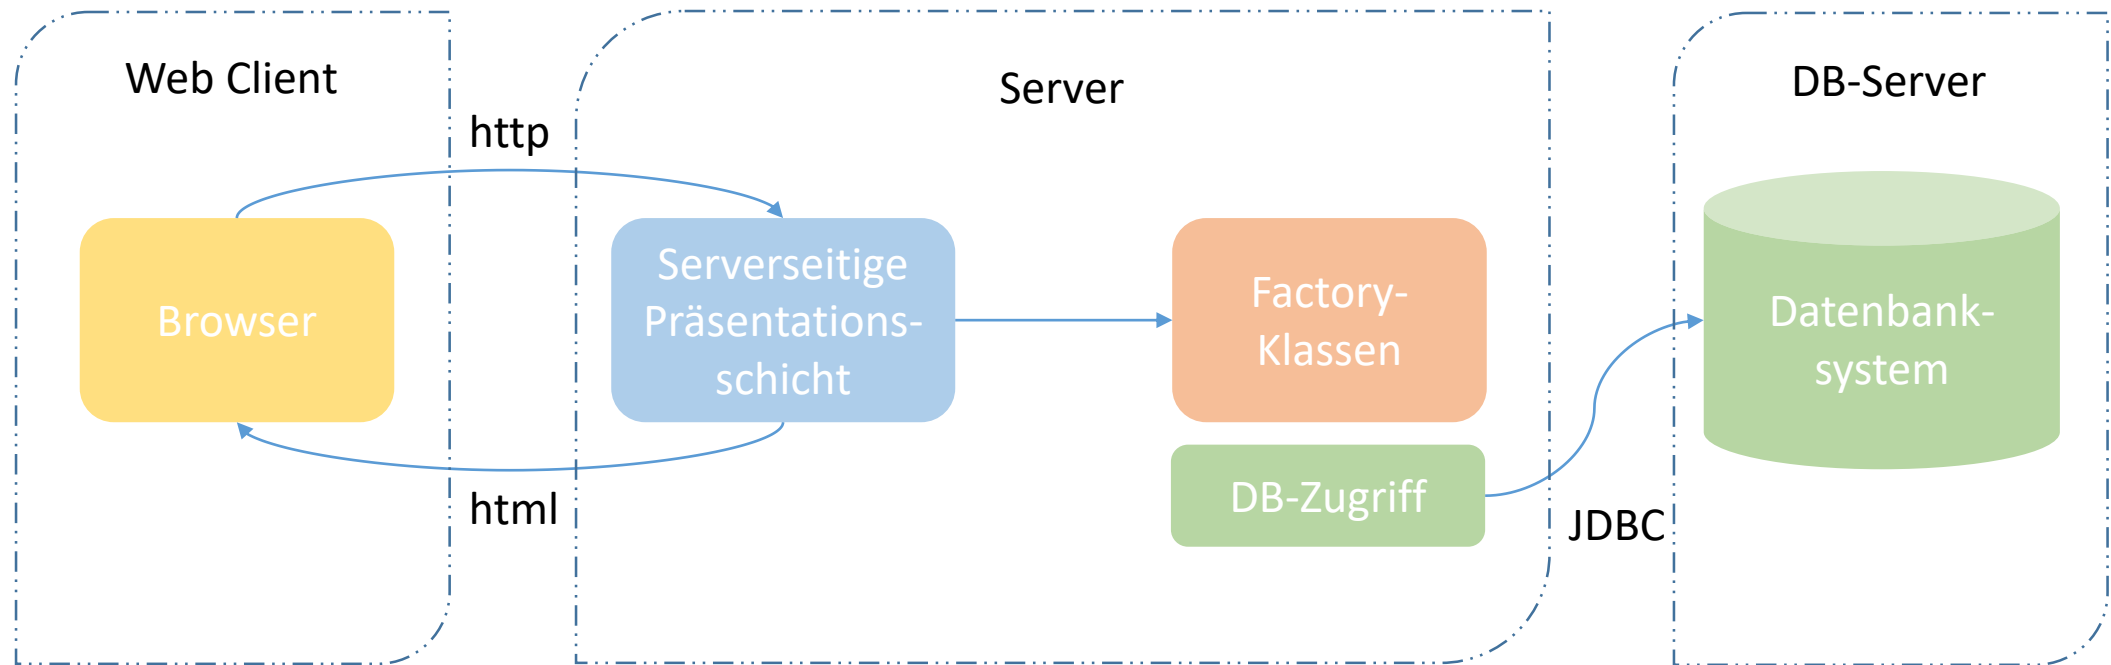 Web Client
http
Browser
html
Server
Serverseitige
Präsentations-
schicht
Factory-
Klassen
DB-Zugriff
JDBC
DB-Server
Datenbank-
system